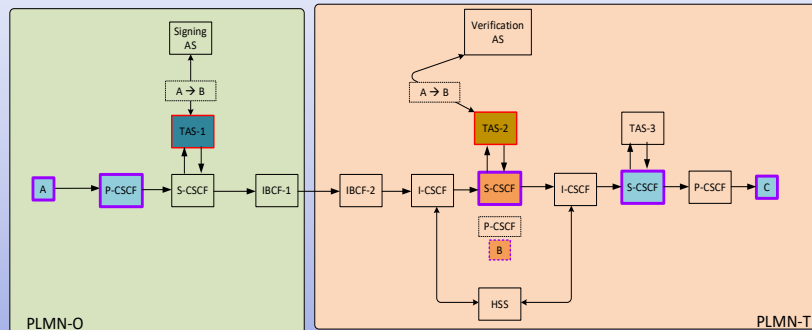 Signing
AS
Verification
AS
A → B
A → B
TAS-1
TAS-2
TAS-3
A
P-CSCF
S-CSCF
IBCF-1
IBCF-2
I-CSCF
S-CSCF
I-CSCF
S-CSCF
P-CSCF
C
P-CSCF
B
HSS
PLMN-O
PLMN-T